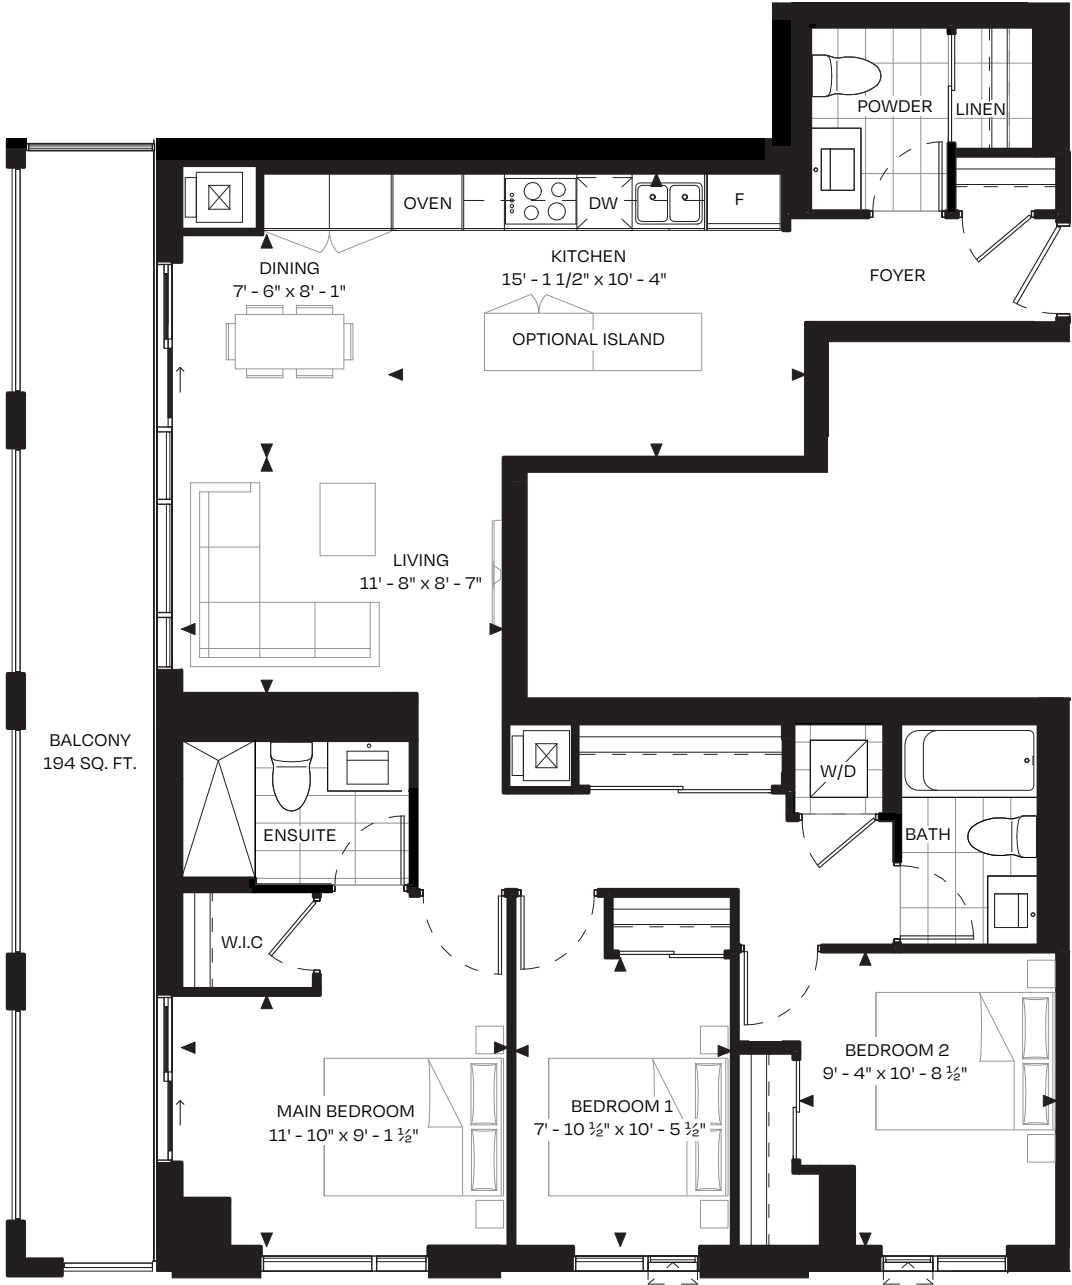 POWDER
LINEN
OVEN
DW
F
KITCHEN
15' - 1 1/2" x 10' - 4"
DINING
7' - 6" x 8' - 1"
FOYER
OPTIONAL ISLAND
LIVING
11' - 8" x 8' - 7"
BALCONY
194 SQ. FT.
W/D
ENSUITE
BATH
W.I.C
BEDROOM 2
9' - 4" x 10' - 8 ½"
MAIN BEDROOM
11' - 10" x 9' - 1 ½"
BEDROOM 1
7' - 10 ½" x 10' - 5 ½"